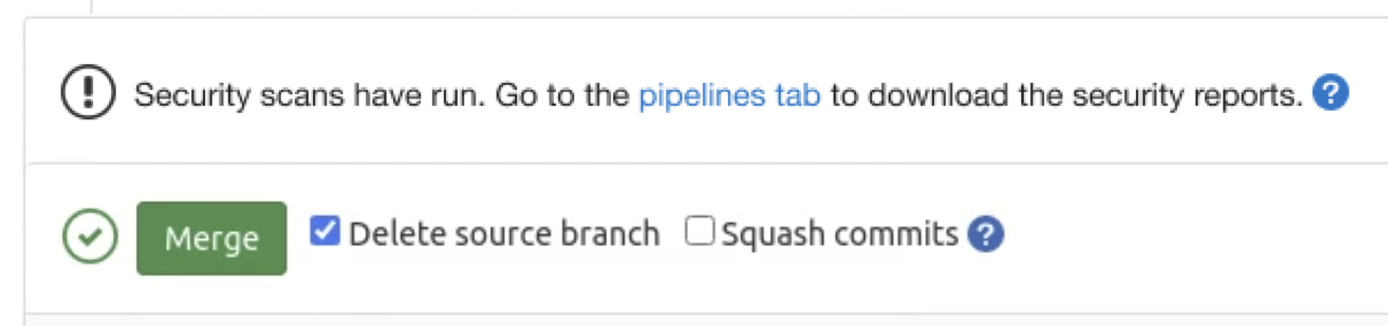 Security scans have run. Go to the pipelines tab to download the security reports. ?
Merge Delete source branch Squash commits ?